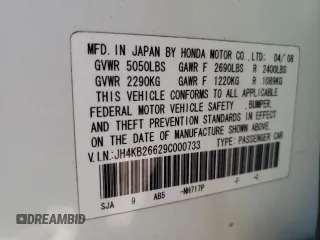 MFD. IN JAPAN BY HONDA MOTOR CO., LTD. 04/'08
GVWR 5050LBS GAWR F 2690LBS R 2400LBS
GVWR 2290KG GAWR F 1220KG R 1089KG
THIS VEHICLE CONFORMS TO ALL APPLICABLE
FEDERAL MOTOR VEHICLE SAFETY , BUMPER,
AND THEFT PREVENTION STANDARDS IN EFFECT
ON THE DATE OF MANUFACTURE SHOWN ABOVE.
V.I.N.:JH4KB26629C000733 TYPE: PASSENGER CAR
SJA 9 AB5 -NH717P
DREAMBID